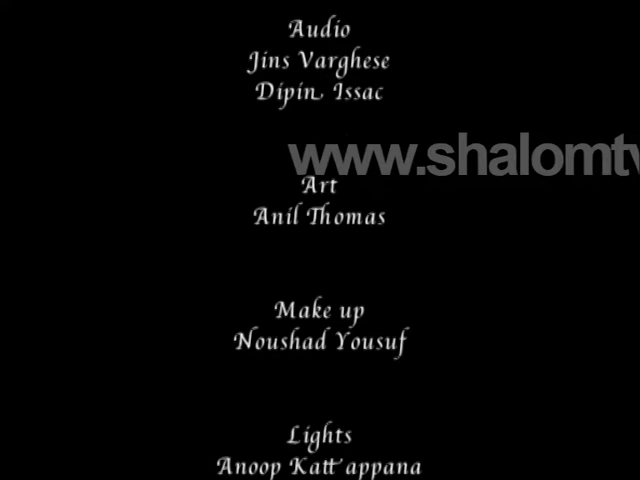 Audio
Jins Varghese
Dipin Issac
www.shalomtv
Art
Anil Thomas
Make up
Noushad Yousuf
Lights
Anoop Kattappana